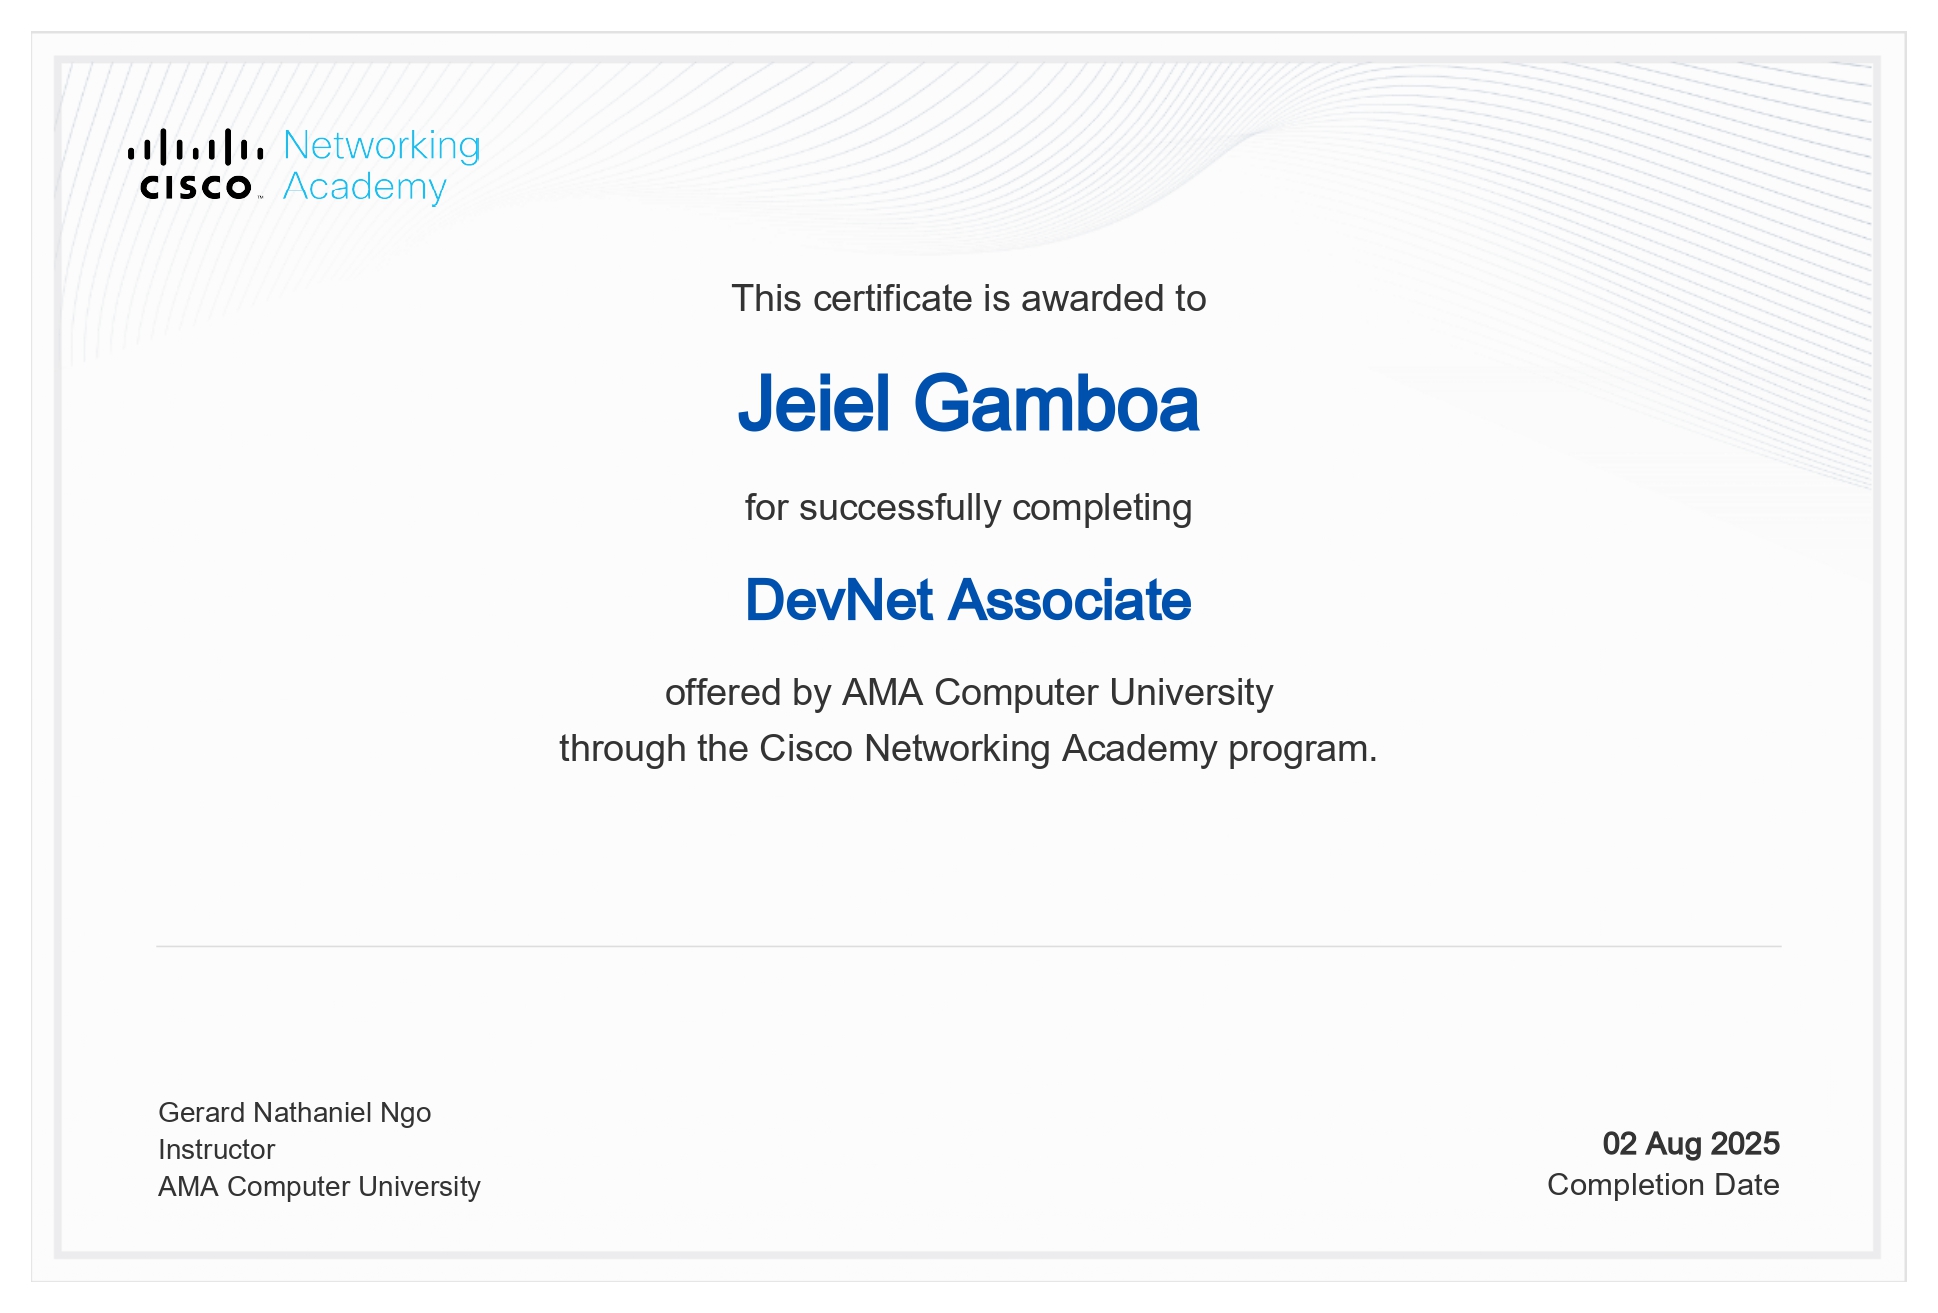 CISCO™
Networking
Academy
This certificate is awarded to
Jeiel Gamboa
for successfully completing
DevNet Associate
offered by AMA Computer University
through the Cisco Networking Academy program.
Gerard Nathaniel Ngo
Instructor
AMA Computer University
02 Aug 2025
Completion Date